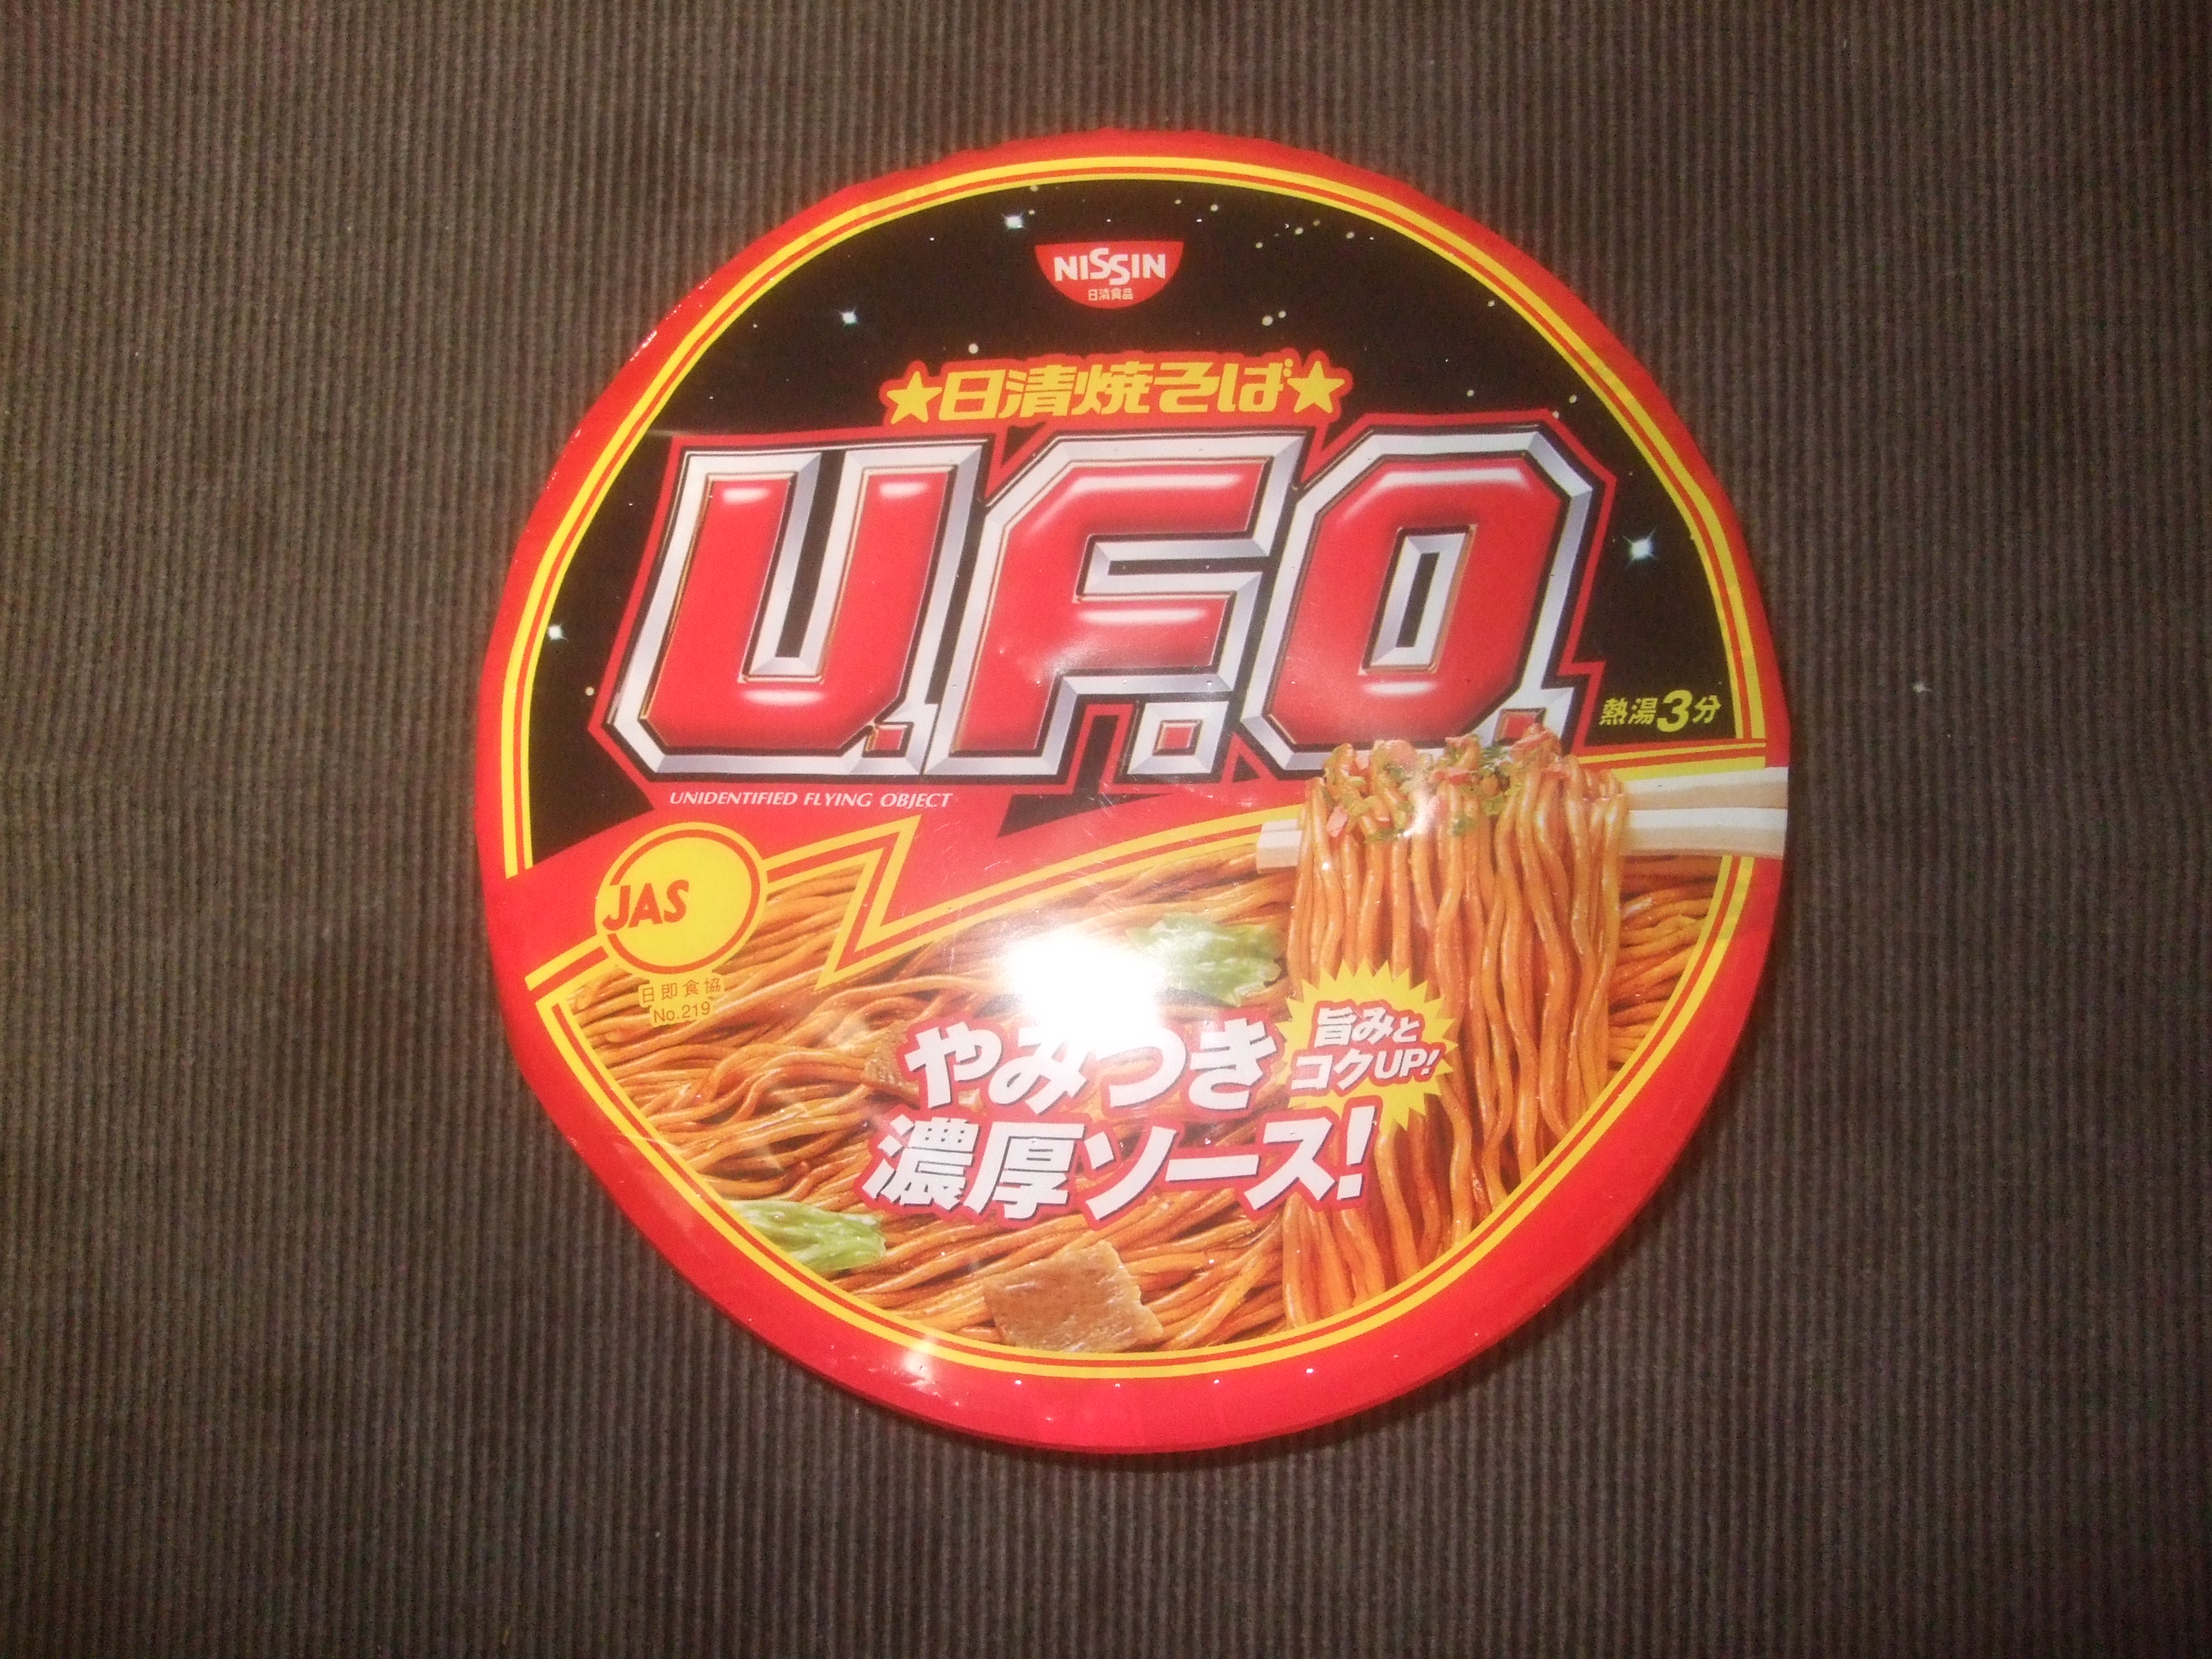 NISSIN
日清食品
★日清焼そば★
U.F.O.
熱湯3分
UNIDENTIFIED FLYING OBJECT
JAS
日即食協
No.219
やみつき
旨みと
コクUP!
濃厚ソース!